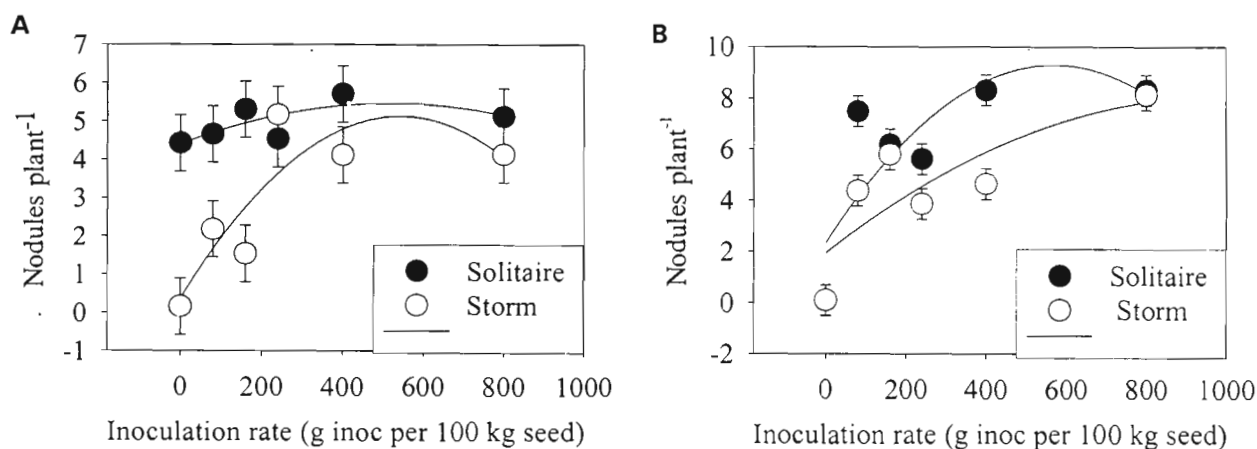 A
7
6
5
4
3
2
1
0
-1
Nodules plant-1
0 200 400 600 800 1000
Inoculation rate (g inoc per 100 kg seed)
Solitaire
Storm
B
10
8
6
4
2
0
-2
Nodules plant-1
0 200 400 600 800 1000
Inoculation rate (g inoc per 100 kg seed)
Solitaire
Storm